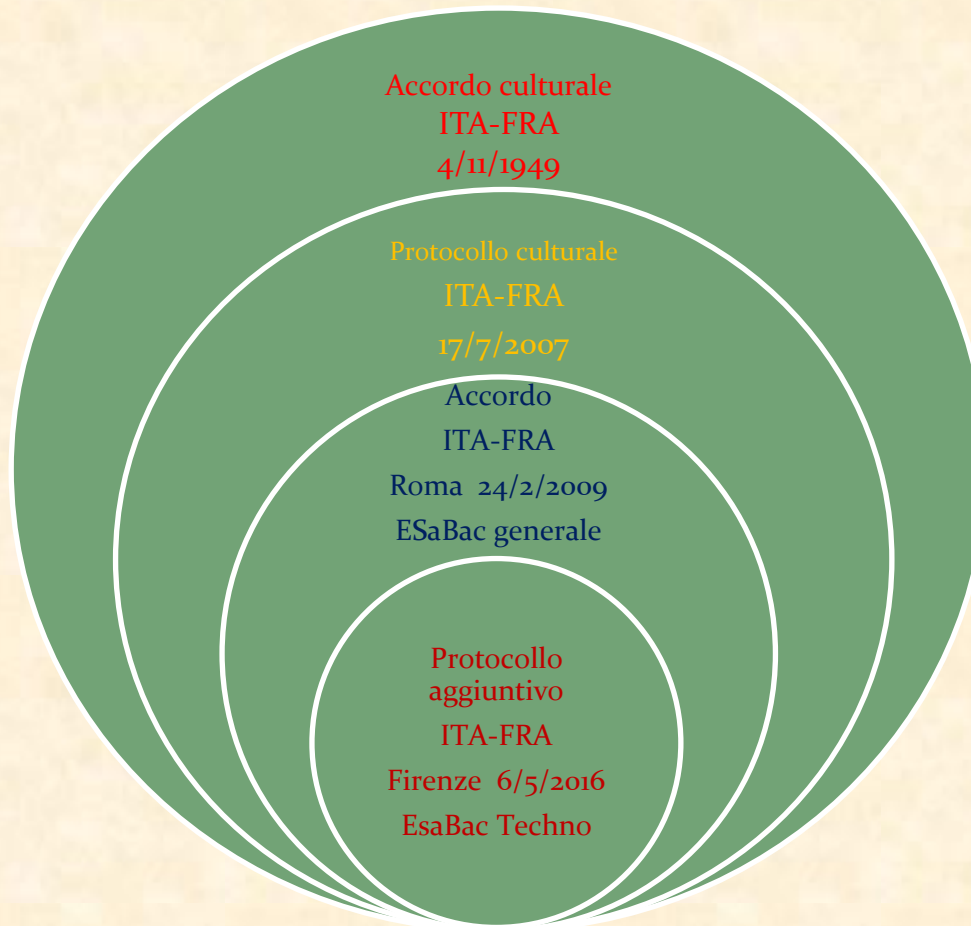 Accordo culturale
ITA-FRA
4/11/1949
Protocollo culturale
ITA-FRA
17/7/2007
Accordo
ITA-FRA
Roma 24/2/2009
ESaBac generale
Protocollo
aggiuntivo
ITA-FRA
Firenze 6/5/2016
EsaBac Techno